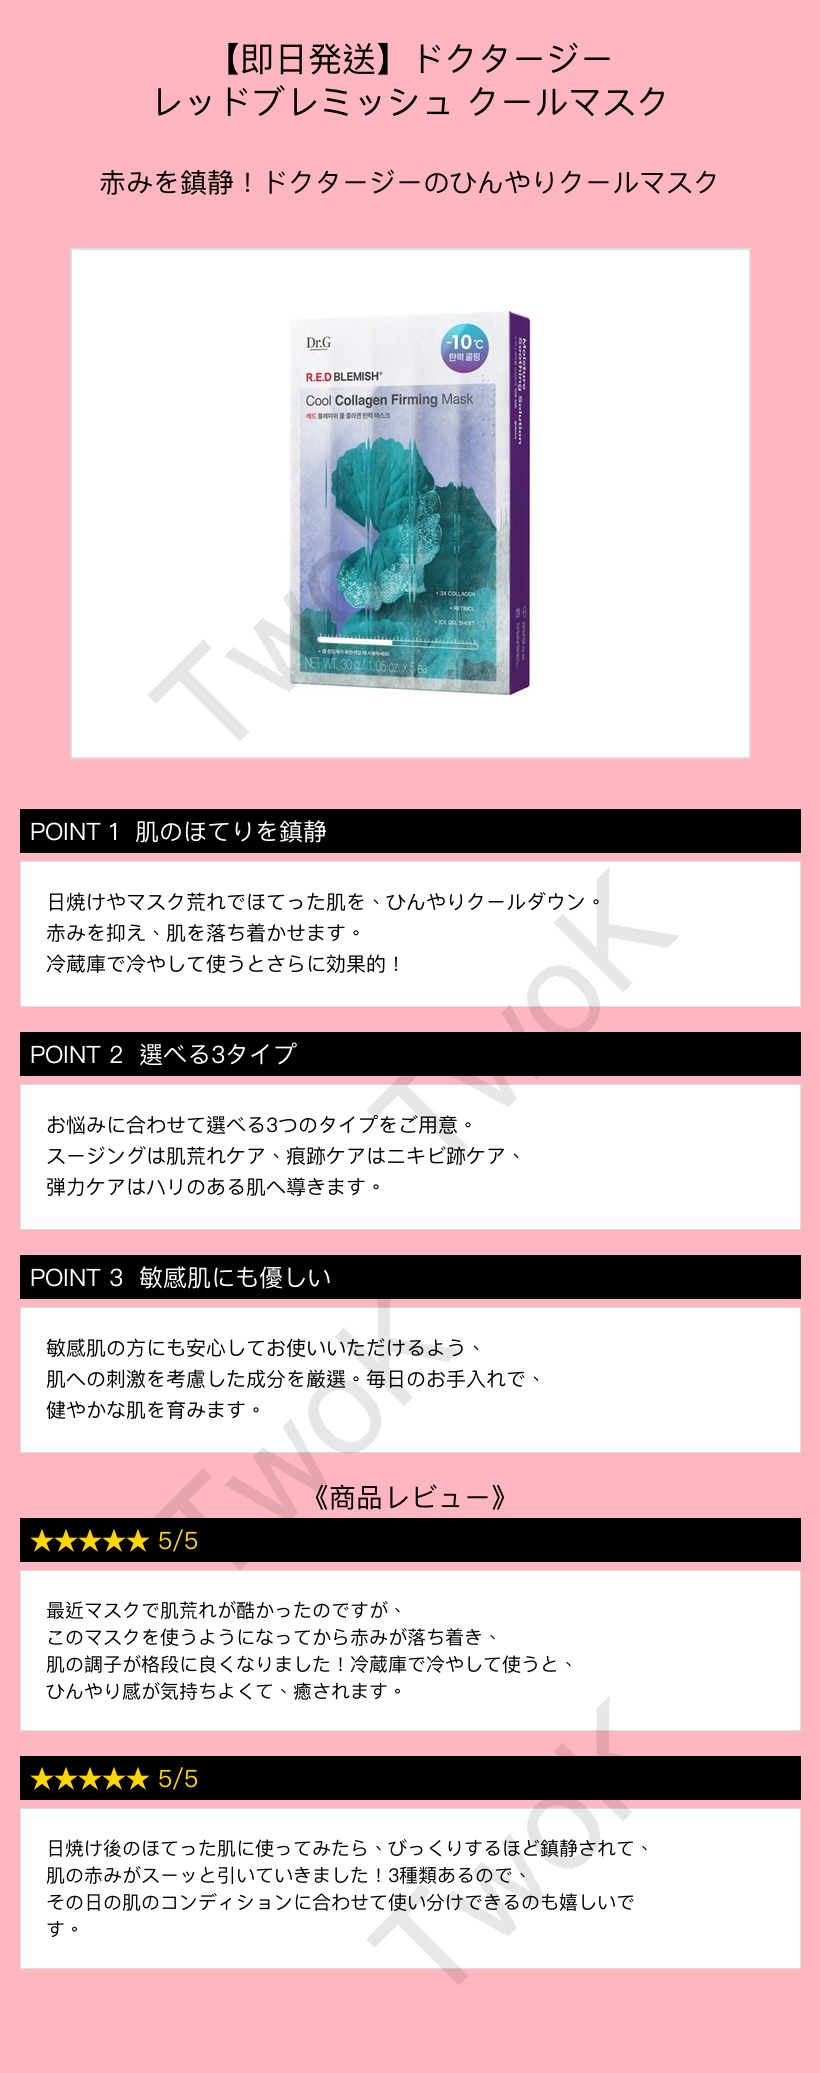 【即日発送】ドクタージー
レッドブレミッシュ クールマスク
赤みを鎮静！ドクタージーのひんやりクールマスク
Dr.G
-10℃
탄력 쿨링
R.E.D BLEMISH®
Cool Collagen Firming Mask
레드 블레미쉬 쿨 콜라겐 탄력 마스크
Moisture
Soothing Solution
+ 3X COLLAGEN
+ RETINOL
+ ICE GEL SHEET
NET WT. 30 g / 1.05 oz. x 5 ea
TwoK
POINT 1 肌のほてりを鎮静
日焼けやマスク荒れでほてった肌を、ひんやりクールダウン。
赤みを抑え、肌を落ち着かせます。
冷蔵庫で冷やして使うとさらに効果的！
TwoK
POINT 2 選べる3タイプ
お悩みに合わせて選べる3つのタイプをご用意。
スージングは肌荒れケア、痕跡ケアはニキビ跡ケア、
弾力ケアはハリのある肌へ導きます。
POINT 3 敏感肌にも優しい
敏感肌の方にも安心してお使いいただけるよう、
肌への刺激を考慮した成分を厳選。毎日のお手入れで、
健やかな肌を育みます。
TwoK
《商品レビュー》
★★★★★ 5/5
最近マスクで肌荒れが酷かったのですが、
このマスクを使うようになってから赤みが落ち着き、
肌の調子が格段に良くなりました！冷蔵庫で冷やして使うと、
ひんやり感が気持ちよくて、癒されます。
★★★★★ 5/5
日焼け後のほてった肌に使ってみたら、びっくりするほど鎮静されて、
肌の赤みがスーッと引いていきました！3種類あるので、
その日の肌のコンディションに合わせて使い分けできるのも嬉しいで
す。
TwoK